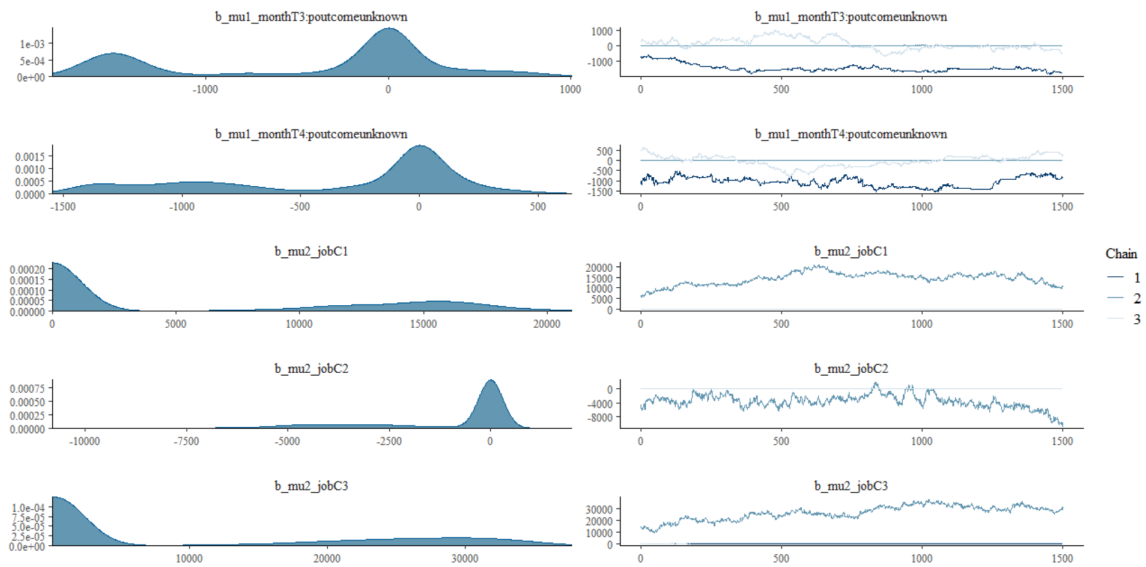 b_mu1_monthT3:poutcomeunknown
1e-03
5e-04
0e+00
-1000 0 1000
b_mu1_monthT3:poutcomeunknown
1000
0
-1000
0 500 1000 1500
b_mu1_monthT4:poutcomeunknown
0.0015
0.0010
0.0005
0.0000
-1500 -1000 -500 0 500
b_mu1_monthT4:poutcomeunknown
500
0
-500
-1000
-1500
0 500 1000 1500
b_mu2_jobC1
0.00020
0.00015
0.00010
0.00005
0.00000
0 5000 10000 15000 20000
b_mu2_jobC1
20000
15000
10000
5000
0
0 500 1000 1500
Chain
1
2
3
b_mu2_jobC2
0.00075
0.00050
0.00025
0.00000
-10000 -7500 -5000 -2500 0
b_mu2_jobC2
0
-4000
-8000
0 500 1000 1500
b_mu2_jobC3
1.0e-04
7.5e-05
5.0e-05
2.5e-05
0.0e+00
10000 20000 30000
b_mu2_jobC3
30000
20000
10000
0
0 500 1000 1500